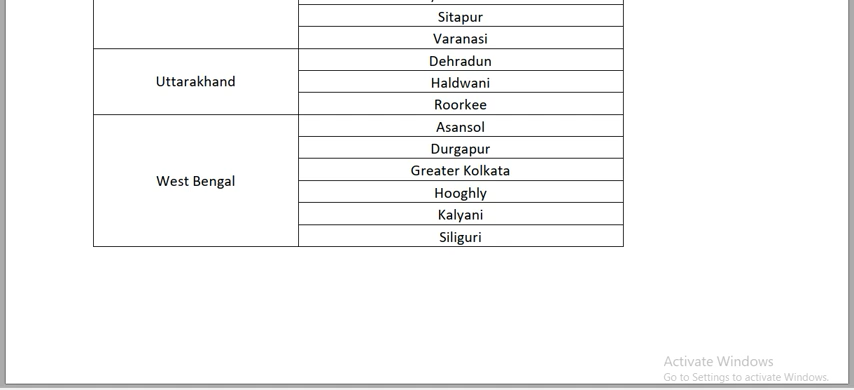 Sitapur
Varanasi
Uttarakhand
Dehradun
Haldwani
Roorkee
West Bengal
Asansol
Durgapur
Greater Kolkata
Hooghly
Kalyani
Siliguri
Activate Windows
Go to Settings to activate Windows.